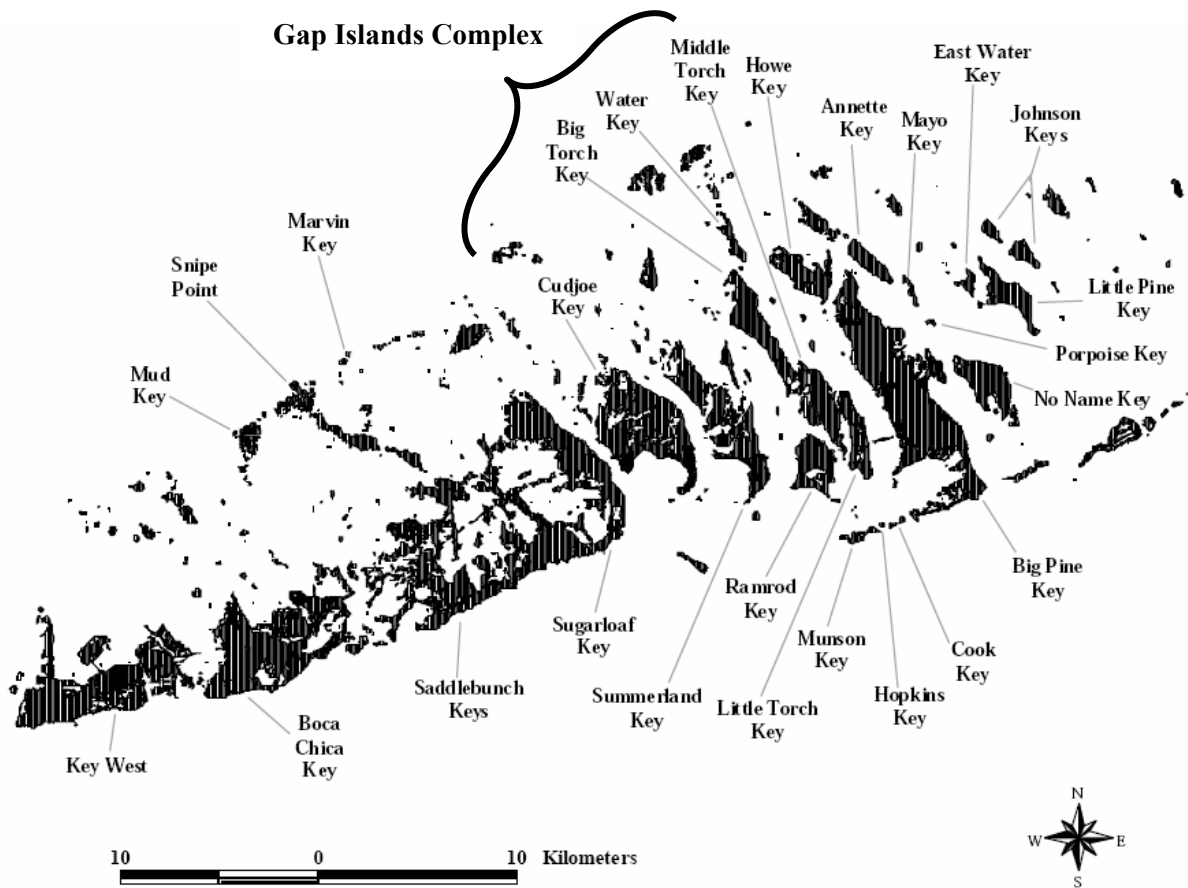 Gap Islands Complex
Middle
Torch
Key
Howe
Key
East Water
Key
Water
Key
Annette
Key
Mayo
Key
Johnson
Keys
Big
Torch
Key
Marvin
Key
Snipe
Point
Cudjoe
Key
Little Pine
Key
Mud
Key
Porpoise Key
No Name Key
Big Pine
Key
Ramrod
Key
Sugarloaf
Key
Munson
Key
Cook
Key
Saddlebunch
Keys
Summerland
Key
Little Torch
Key
Hopkins
Key
Boca
Chica
Key
Key West
N
W E
S
10 0 10 Kilometers